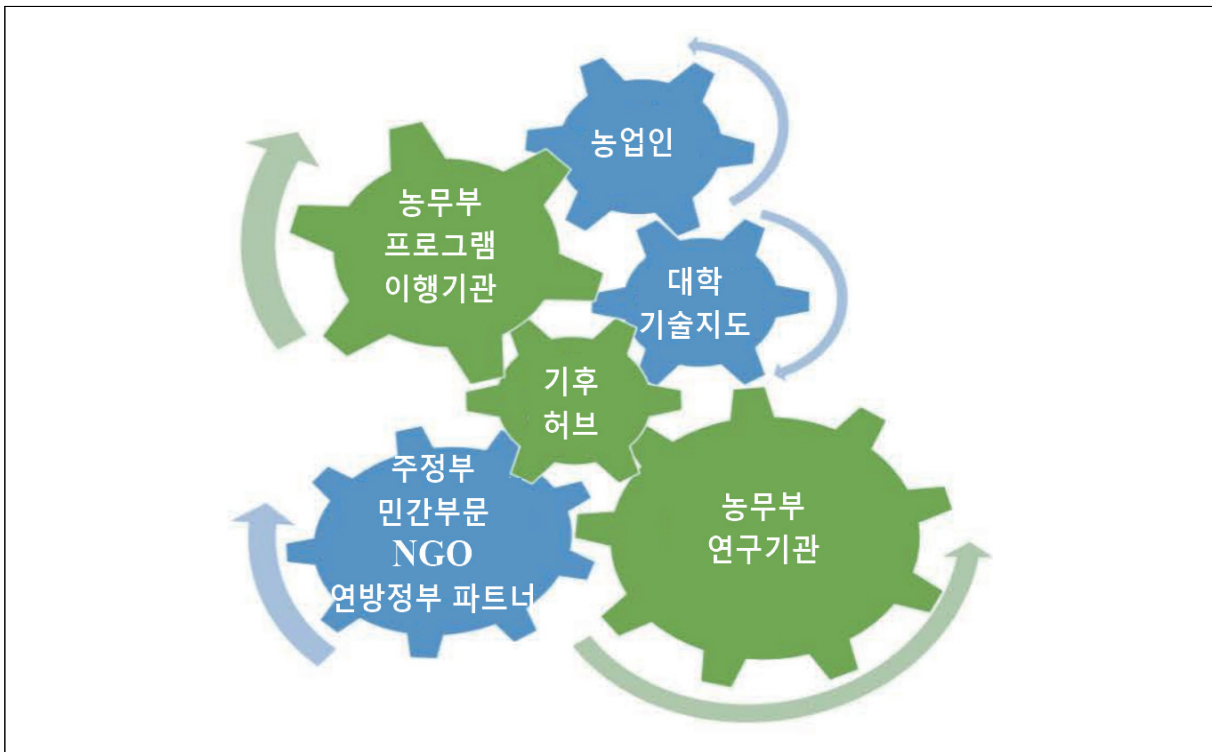 농업인
농무부
프로그램
이행기관
대학
기술지도
기후
허브
주정부
민간부문
NGO
연방정부 파트너
농무부
연구기관